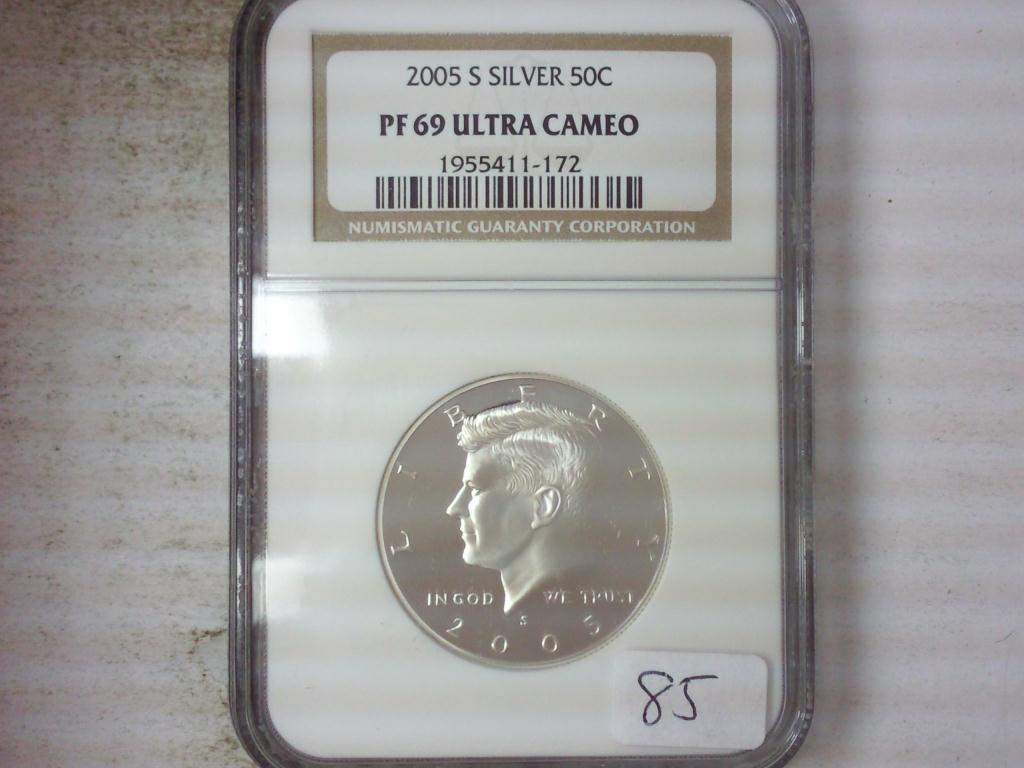 2005 S SILVER 50C
PF 69 ULTRA CAMEO
1955411-172
NUMISMATIC GUARANTY CORPORATION
LIBERTY
IN GOD WE TRUST
S
2005
85